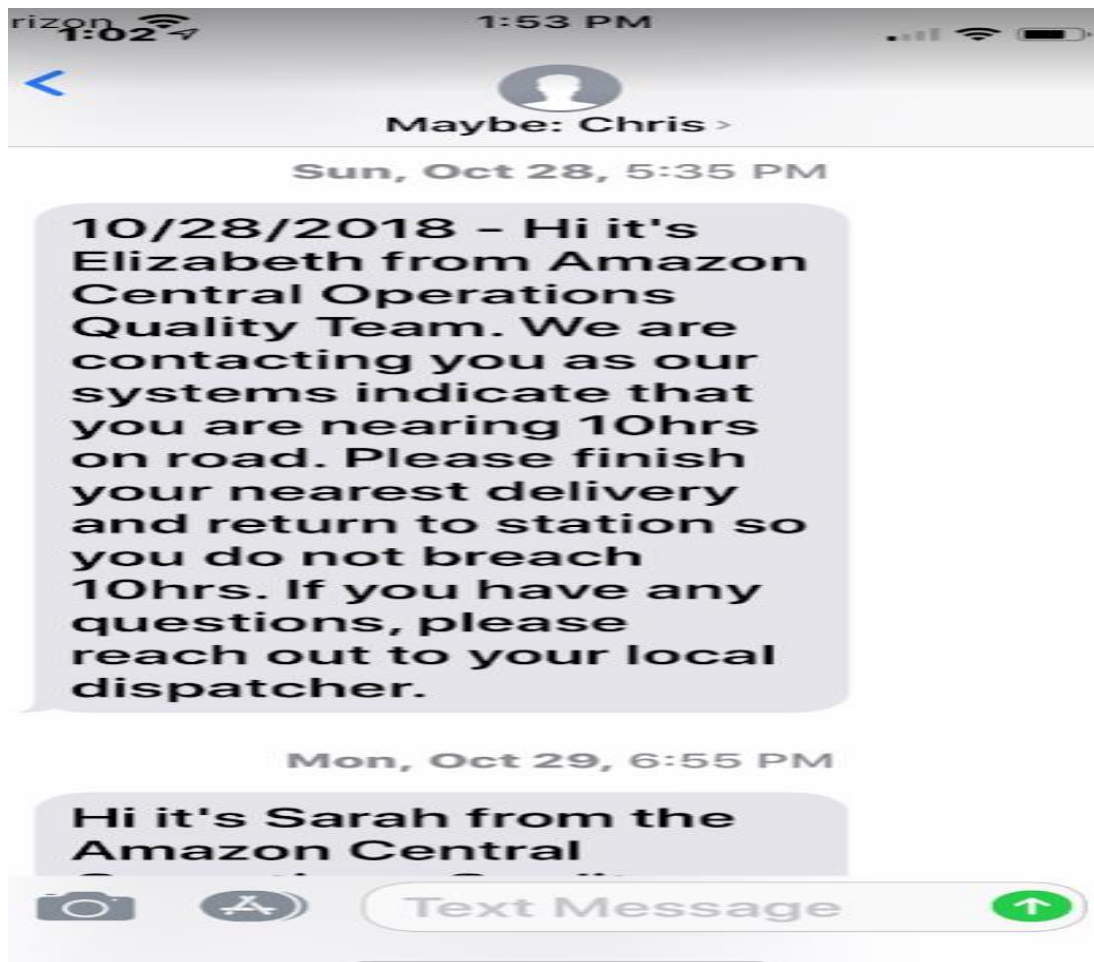 rizon
1:02
1:53 PM
Maybe: Chris >
Sun, Oct 28, 5:35 PM
10/28/2018 - Hi it's
Elizabeth from Amazon
Central Operations
Quality Team. We are
contacting you as our
systems indicate that
you are nearing 10hrs
on road. Please finish
your nearest delivery
and return to station so
you do not breach
10hrs. If you have any
questions, please
reach out to your local
dispatcher.
Mon, Oct 29, 6:55 PM
Hi it's Sarah from the
Amazon Central
Text Message